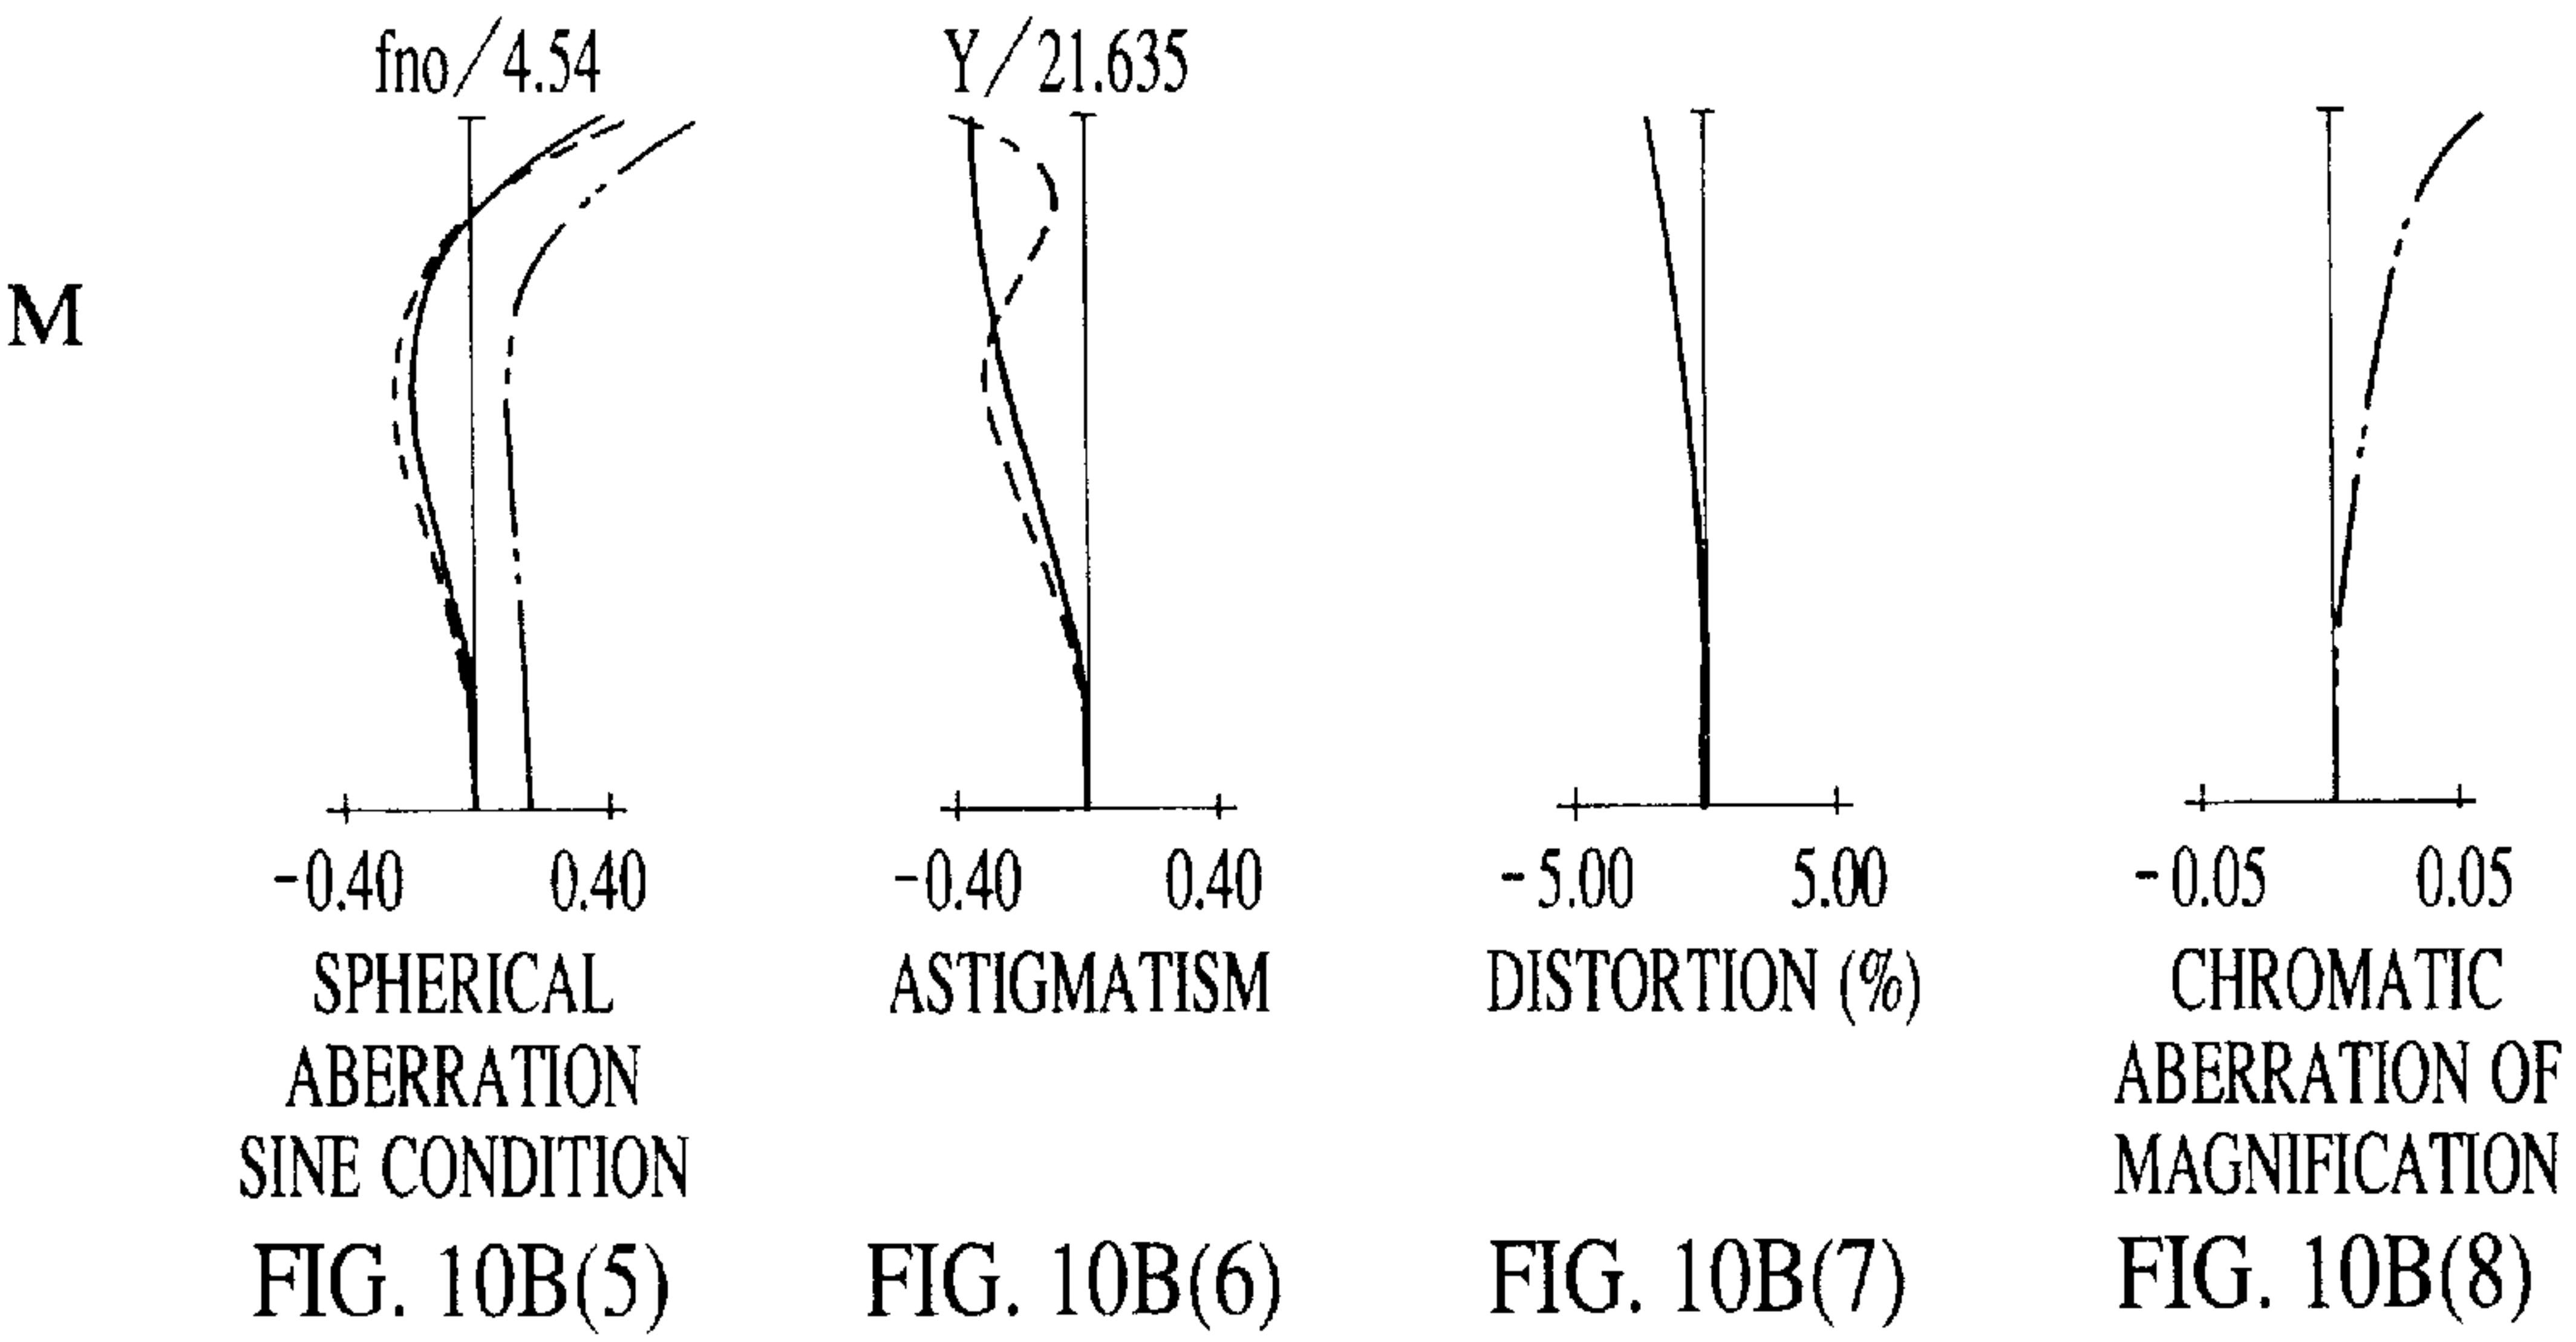 fno/4.54
Y/21.635
M
-0.40 0.40
-0.40 0.40
-5.00 5.00
-0.05 0.05
SPHERICAL
ABERRATION
SINE CONDITION
ASTIGMATISM
DISTORTION (%)
CHROMATIC
ABERRATION OF
MAGNIFICATION
FIG. 10B(5)
FIG. 10B(6)
FIG. 10B(7)
FIG. 10B(8)